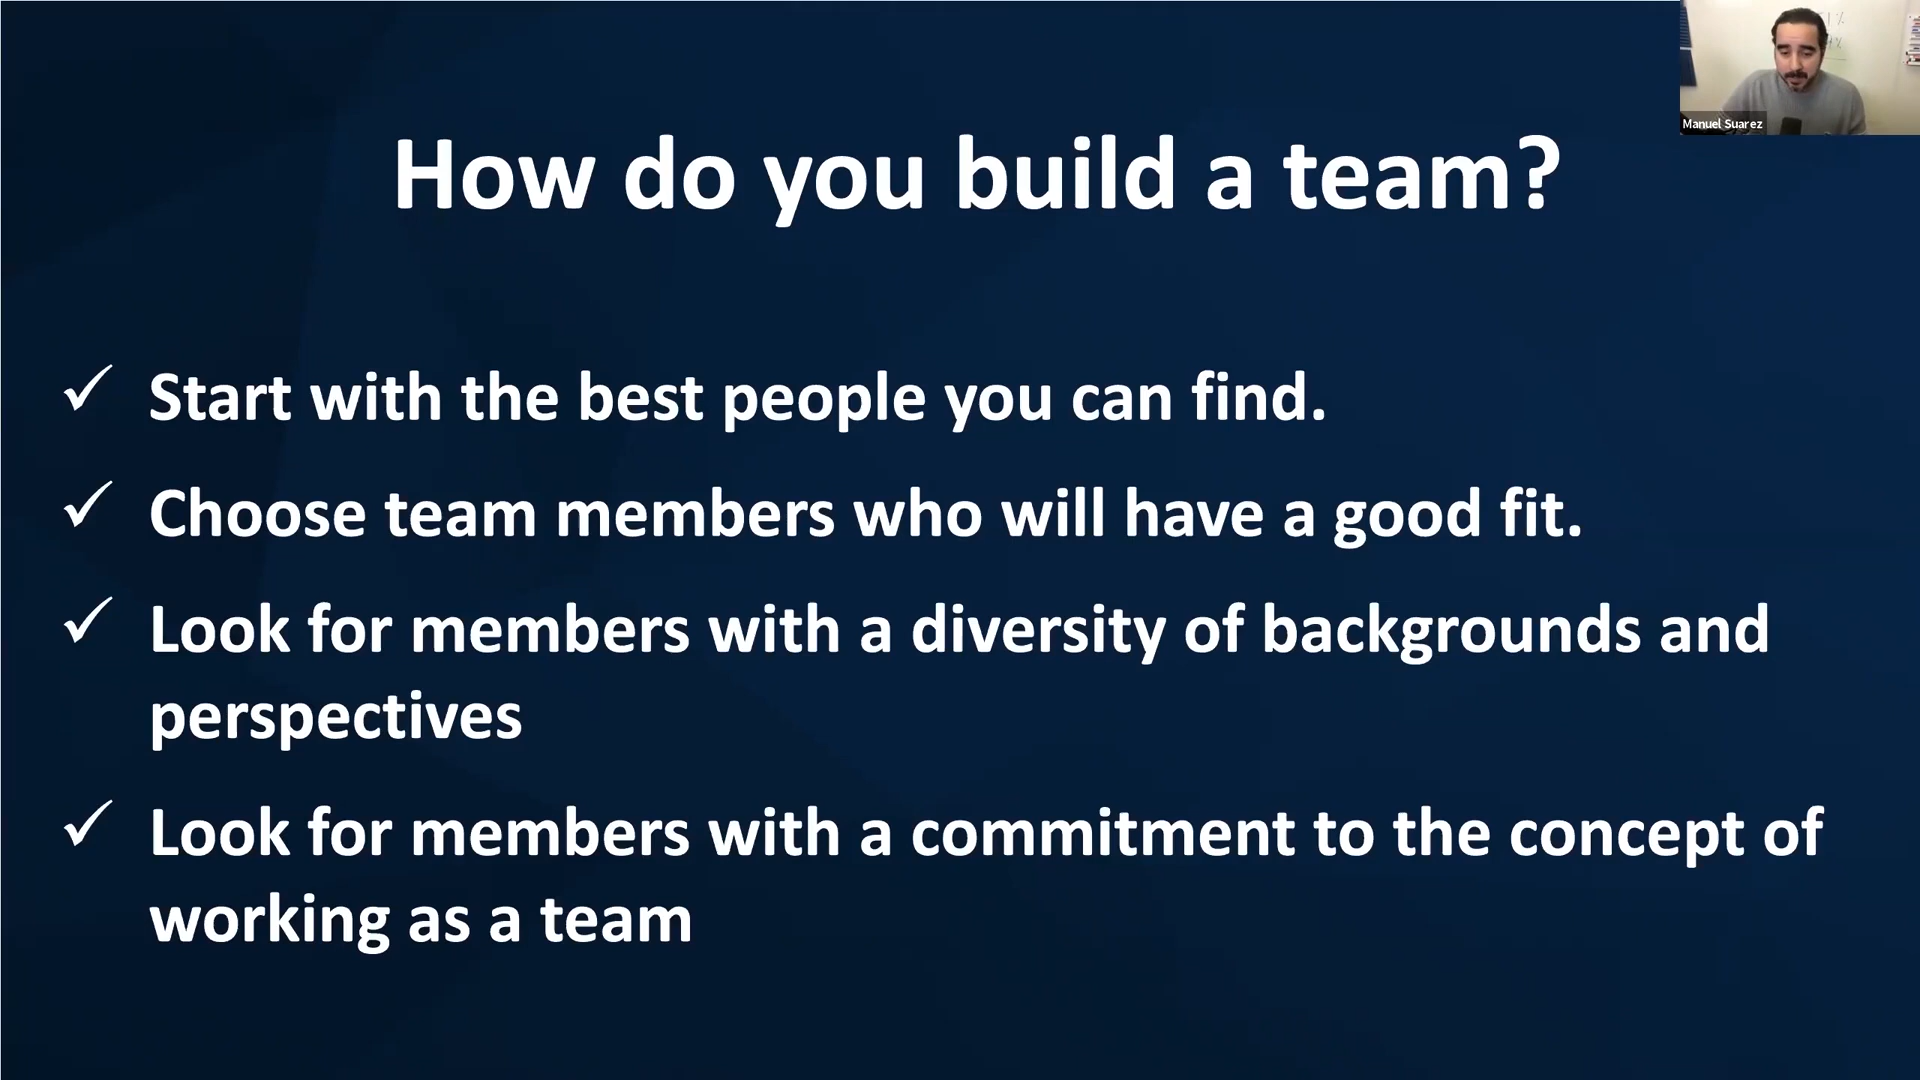 How do you build a team?
Manuel Suarez
✓ Start with the best people you can find.
✓ Choose team members who will have a good fit.
✓ Look for members with a diversity of backgrounds and
perspectives
✓ Look for members with a commitment to the concept of
working as a team